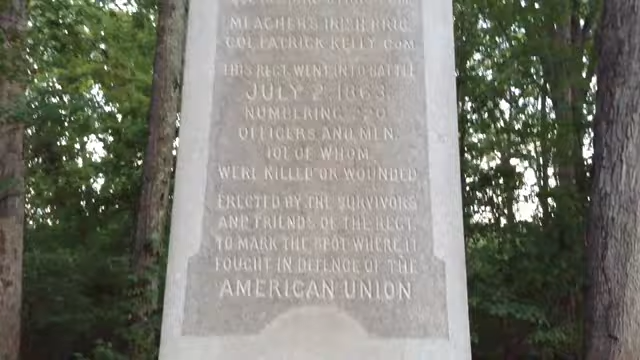 MEAGHER'S IRISH BRIG.
COL. PATRICK KELLY COM.
THIS REGT. WENT INTO BATTLE
JULY 2 1863
NUMBERING
OFFICERS AND MEN
101 OF WHOM
WERE KILLED OR WOUNDED
ERECTED BY THE SURVIVORS
AND FRIENDS OF THE REGT.
TO MARK THE SPOT WHERE IT
FOUGHT IN DEFENCE OF THE
AMERICAN UNION